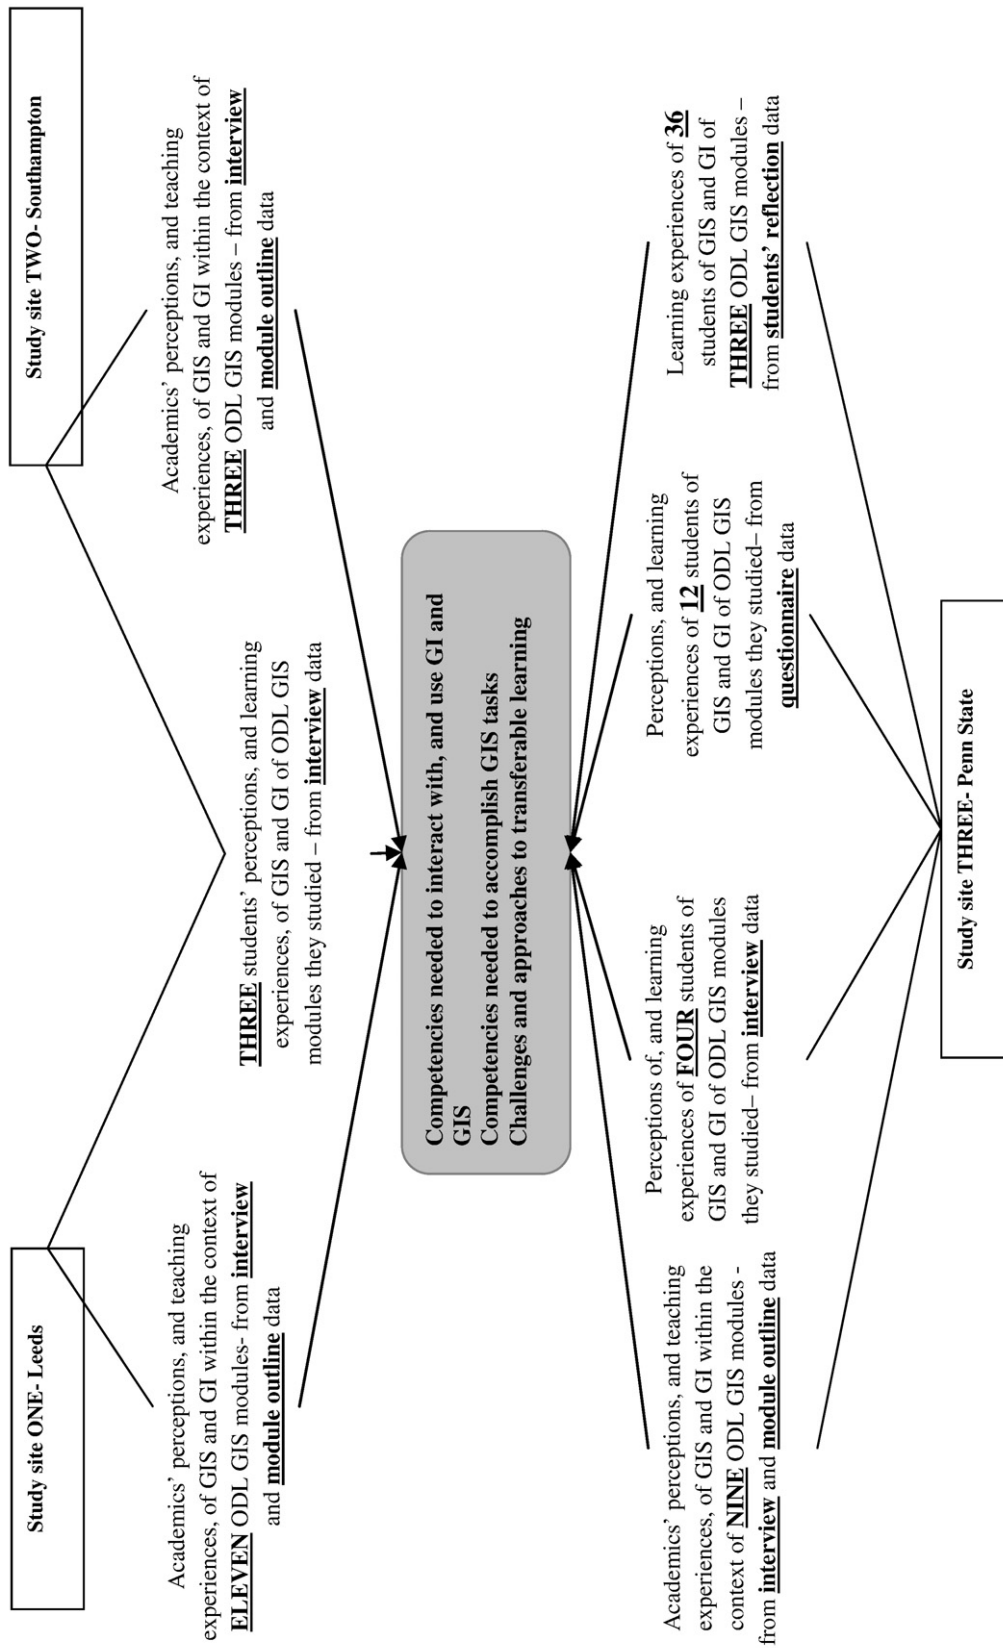 Study site ONE- Leeds
Study site TWO- Southampton
Academics’ perceptions, and teaching
experiences, of GIS and GI within the context of
ELEVEN ODL GIS modules- from interview
and module outline data
THREE students’ perceptions, and learning
experiences, of GIS and GI of ODL GIS
modules they studied – from interview data
Academics’ perceptions, and teaching
experiences, of GIS and GI within the context of
THREE ODL GIS modules – from interview
and module outline data
Competencies needed to interact with, and use GI and
GIS
Competencies needed to accomplish GIS tasks
Challenges and approaches to transferable learning
Academics’ perceptions, and teaching
experiences, of GIS and GI within the
context of NINE ODL GIS modules -
from interview and module outline data
Perceptions of, and learning
experiences of FOUR students of
GIS and GI of ODL GIS modules
they studied– from interview data
Perceptions, and learning
experiences of 12 students of
GIS and GI of ODL GIS
modules they studied– from
questionnaire data
Learning experiences of 36
students of GIS and GI of
THREE ODL GIS modules –
from students’ reflection data
Study site THREE- Penn State